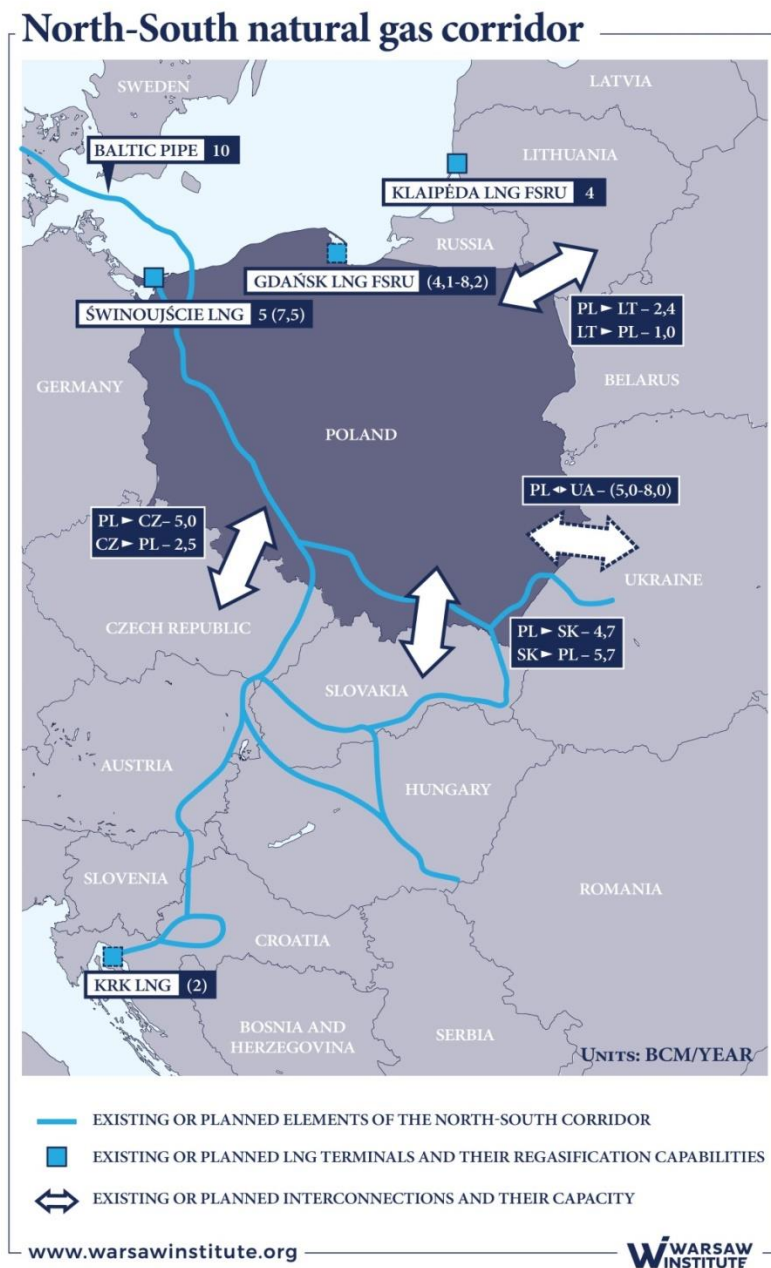 North-South natural gas corridor
SWEDEN
LATVIA
BALTIC PIPE 10
LITHUANIA
KLAIPĖDA LNG FSRU 4
RUSSIA
GDAŃSK LNG FSRU (4,1-8,2)
ŚWINOUJŚCIE LNG 5 (7,5)
PL ► LT – 2,4
LT ► PL – 1,0
GERMANY
BELARUS
POLAND
PL ◄► UA – (5,0-8,0)
PL ► CZ – 5,0
CZ ► PL – 2,5
UKRAINE
CZECH REPUBLIC
PL ► SK – 4,7
SK ► PL – 5,7
SLOVAKIA
AUSTRIA
HUNGARY
SLOVENIA
ROMANIA
CROATIA
KRK LNG (2)
BOSNIA AND
HERZEGOVINA
SERBIA
UNITS: BCM/YEAR
EXISTING OR PLANNED ELEMENTS OF THE NORTH-SOUTH CORRIDOR
EXISTING OR PLANNED LNG TERMINALS AND THEIR REGASIFICATION CAPABILITIES
EXISTING OR PLANNED INTERCONNECTIONS AND THEIR CAPACITY
www.warsawinstitute.org
WI WARSAW
INSTITUTE